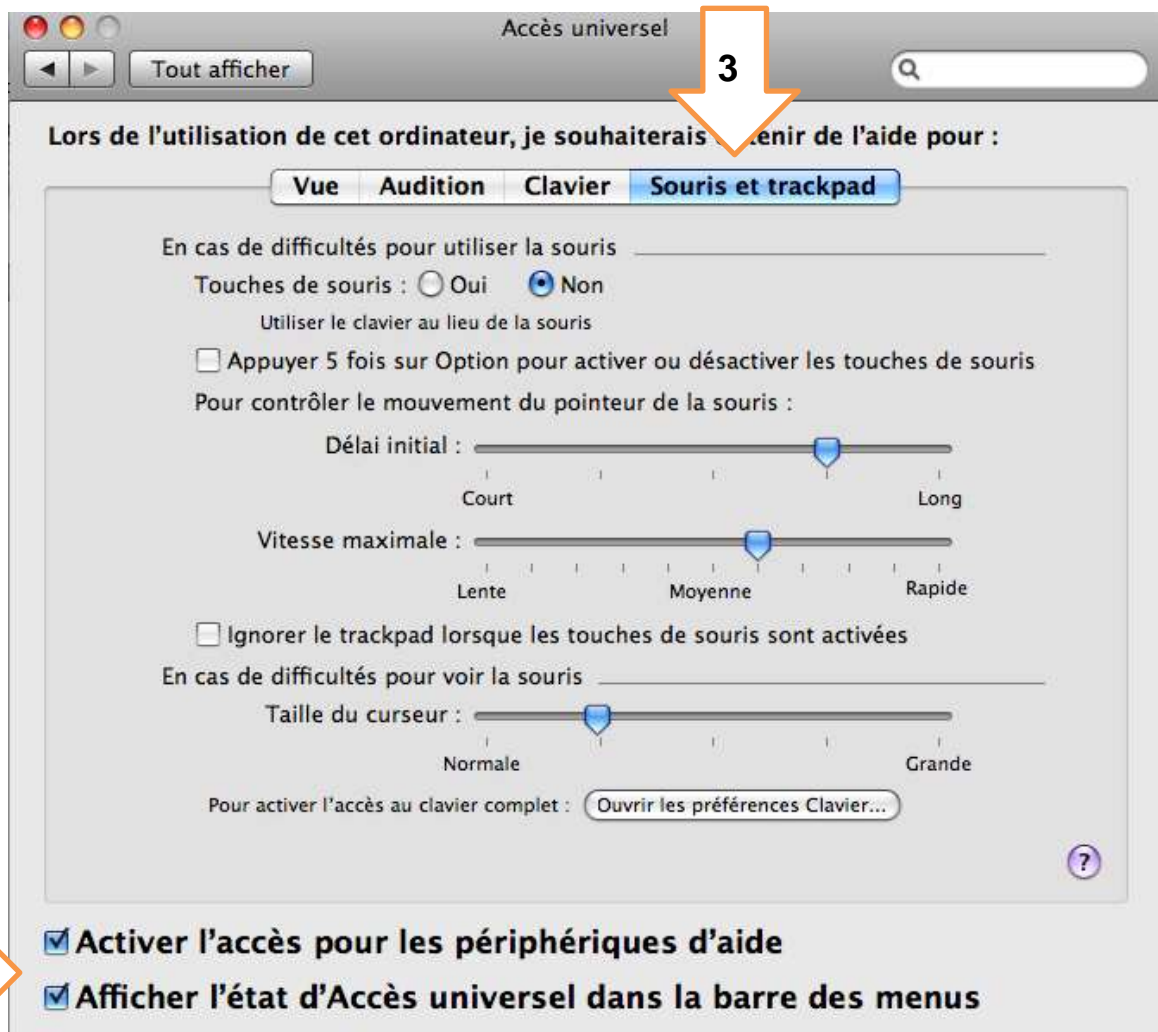 Accès universel
3
Tout afficher
Lors de l'utilisation de cet ordinateur, je souhaiterais tenir de l'aide pour :
Vue Audition Clavier Souris et trackpad
En cas de difficultés pour utiliser la souris
Touches de souris : Oui Non
Utiliser le clavier au lieu de la souris
Appuyer 5 fois sur Option pour activer ou désactiver les touches de souris
Pour contrôler le mouvement du pointeur de la souris :
Délai initial :
Court Long
Vitesse maximale :
Lente Moyenne Rapide
Ignorer le trackpad lorsque les touches de souris sont activées
En cas de difficultés pour voir la souris
Taille du curseur :
Normale Grande
Pour activer l'accès au clavier complet : Ouvrir les préférences Clavier...
?
Activer l'accès pour les périphériques d'aide
Afficher l'état d'Accès universel dans la barre des menus